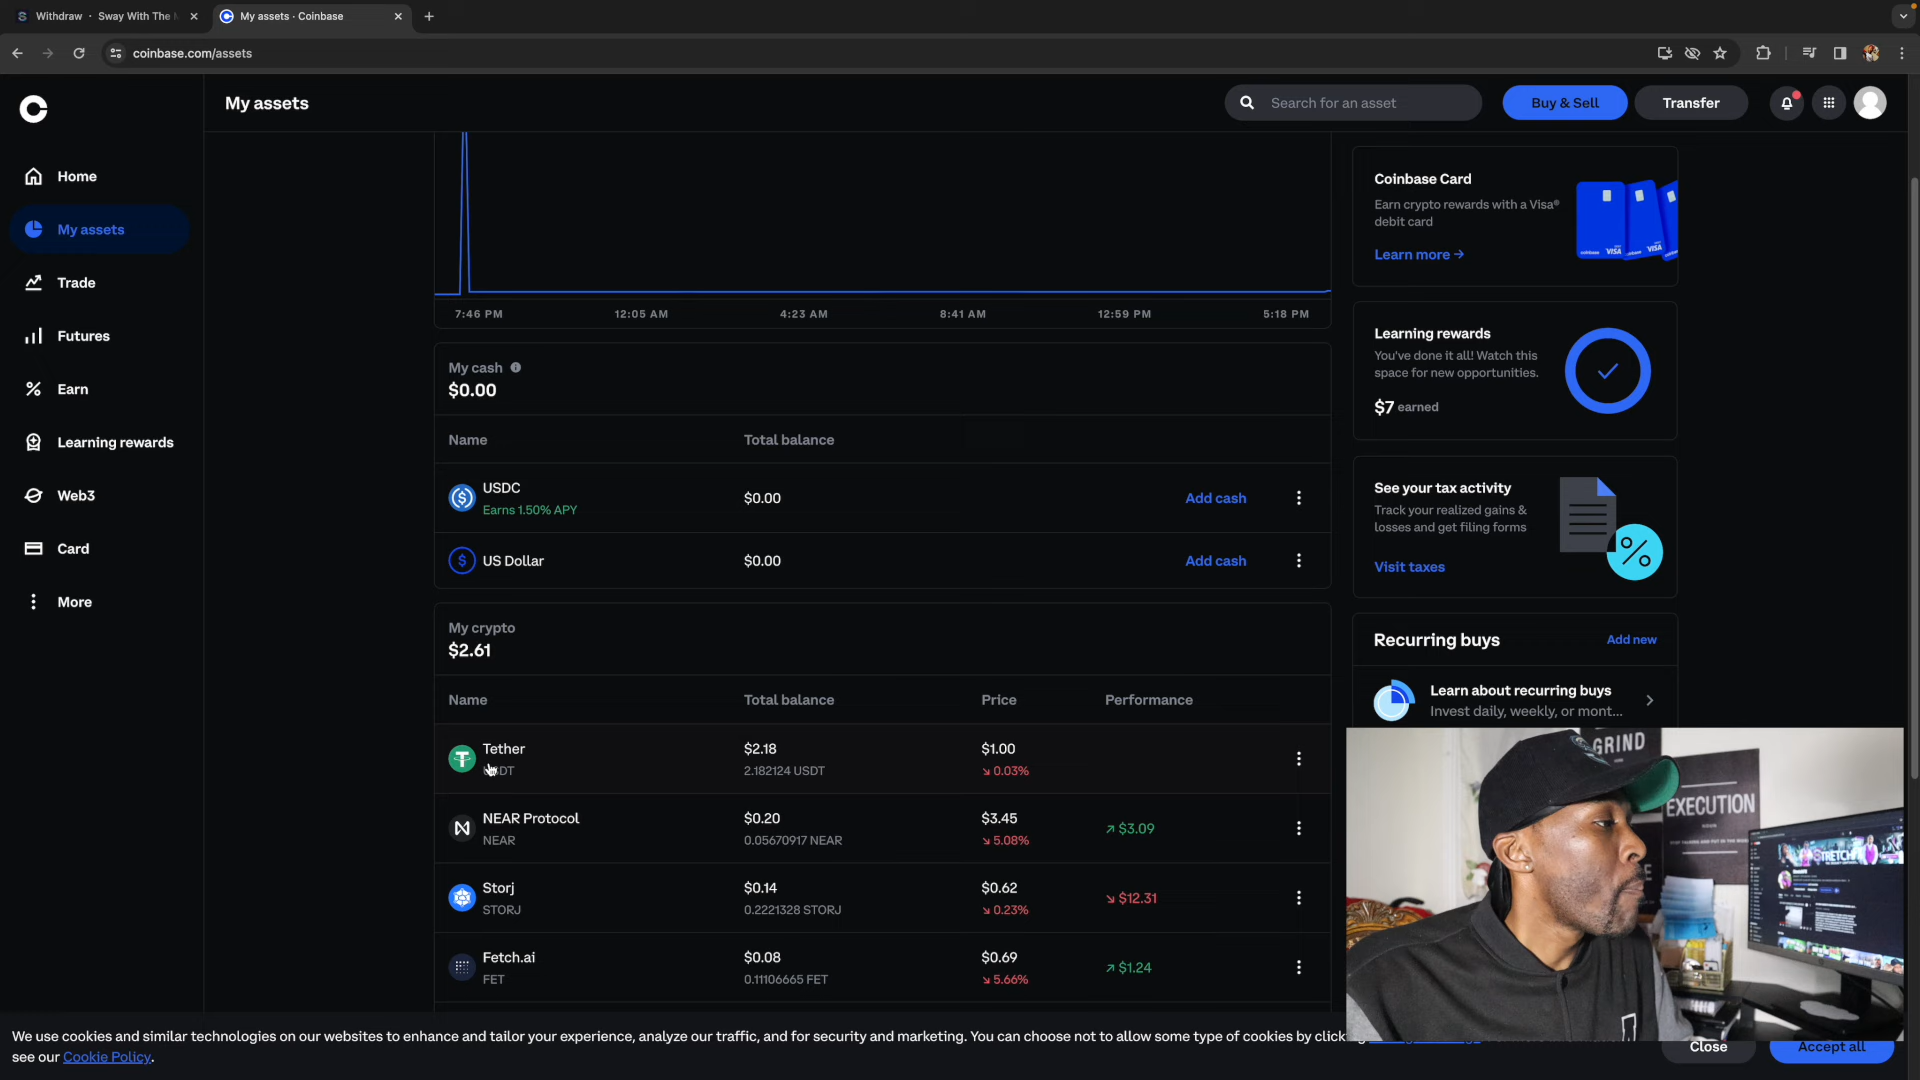 Withdraw · Sway With The M
My assets · Coinbase
coinbase.com/assets
My assets
Search for an asset
Buy & Sell
Transfer
Home
My assets
Trade
Futures
Earn
Learning rewards
Web3
Card
More
7:46 PM 12:05 AM 4:23 AM 8:41 AM 12:59 PM 5:18 PM
My cash
$0.00
Name Total balance
USDC $0.00 Add cash
Earns 1.50% APY
US Dollar $0.00 Add cash
My crypto
$2.61
Name Total balance Price Performance
Tether $2.18 $1.00
USDT 2.182124 USDT 0.03%
NEAR Protocol $0.20 $3.45 $3.09
NEAR 0.05670917 NEAR 5.08%
Storj $0.14 $0.62 $12.31
STORJ 0.2221328 STORJ 0.23%
Fetch.ai $0.08 $0.69 $1.24
FET 0.11106665 FET 5.66%
Coinbase Card
Earn crypto rewards with a Visa®
debit card
Learn more
coinbase VISA
VISA
Learning rewards
You've done it all! Watch this
space for new opportunities.
$7 earned
See your tax activity
Track your realized gains &
losses and get filing forms
Visit taxes
Recurring buys Add new
Learn about recurring buys
Invest daily, weekly, or mont...
GRIND
EXECUTION
STRETCH
We use cookies and similar technologies on our websites to enhance and tailor your experience, analyze our traffic, and for security and marketing. You can choose not to allow some type of cookies by click
see our Cookie Policy.
Close
Accept all